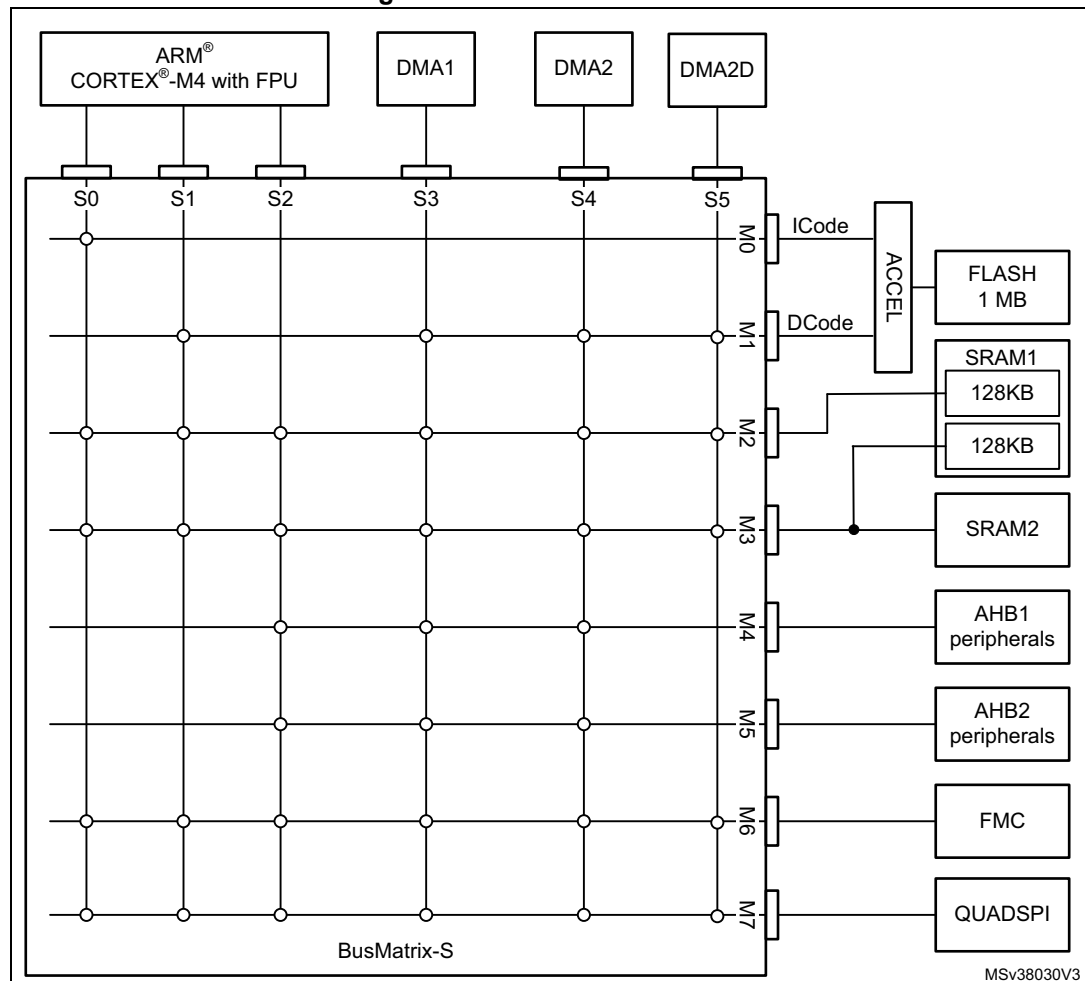 ARM®
CORTEX®-M4 with FPU
DMA1
DMA2
DMA2D
S0
S1
S2
S3
S4
S5
M0
ICode
ACCEL
FLASH
1 MB
M1
DCode
SRAM1
128KB
M2
128KB
M3
SRAM2
M4
AHB1
peripherals
M5
AHB2
peripherals
M6
FMC
M7
QUADSPI
BusMatrix-S
MSv38030V3